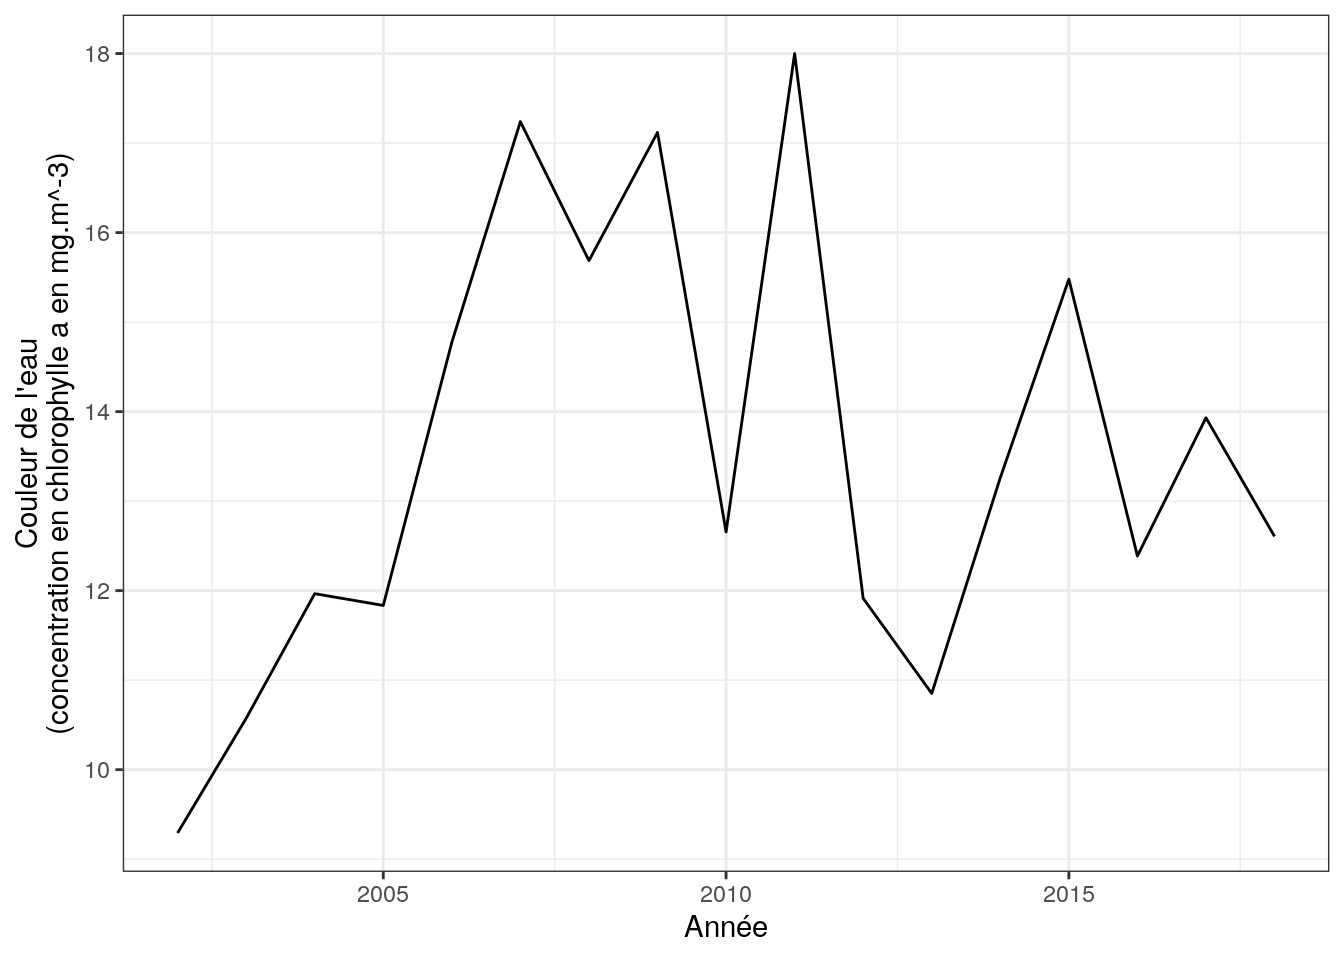 Couleur de l'eau
(concentration en chlorophylle a en mg.m^-3)
18
16
14
12
10
2005
2010
2015
Année